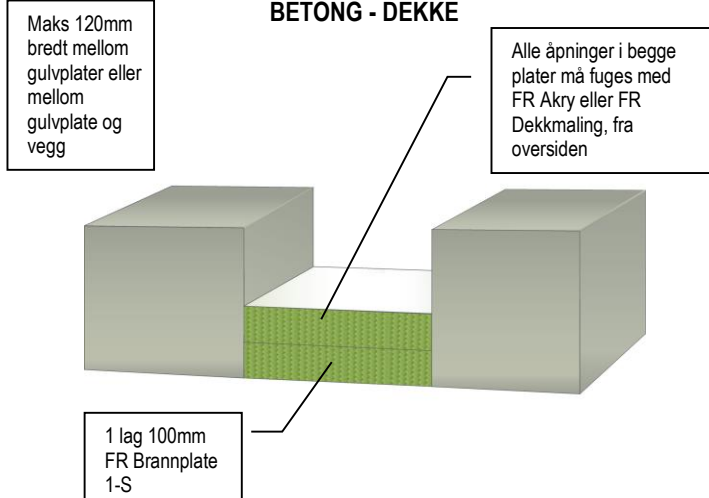 BETONG - DEKKE
Maks 120mm
bredt mellom
gulvplater eller
mellom
gulvplate og
vegg
Alle åpninger i begge
plater må fuges med
FR Akry eller FR
Dekkmaling, fra
oversiden
1 lag 100mm
FR Brannplate
1-S